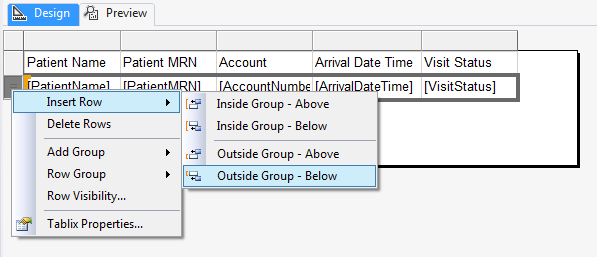 Design Preview
Patient Name Patient MRN Account Arrival Date Time Visit Status
[PatientName] [PatientMRN] [AccountNumbe [ArrivalDateTime] [VisitStatus]
Insert Row
Delete Rows
Add Group
Row Group
Row Visibility...
Tablix Properties...
Inside Group - Above
Inside Group - Below
Outside Group - Above
Outside Group - Below